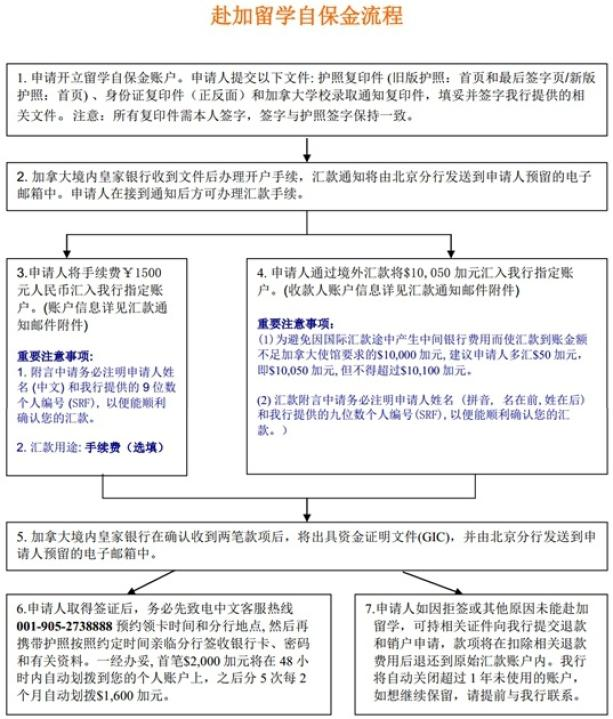 赴加留学自保金流程
1. 申请开立留学自保金账户。申请人提交以下文件: 护照复印件 (旧版护照：首页和最后签字页/新版
护照：首页) 、身份证复印件（正反面）和加拿大学校录取通知复印件，填妥并签字我行提供的相
关文件。 注意：所有复印件需本人签字，签字与护照签字保持一致。
2. 加拿大境内皇家银行收到文件后办理开户手续，汇款通知将由北京分行发送到申请人预留的电子
邮箱中。申请人在接到通知后方可办理汇款手续。
3.申请人将手续费￥1500
元人民币汇入我行指定账
户。(账户信息详见汇款通
知邮件附件)
重要注意事项:
1. 附言中请务必注明申请人姓
名 (中文) 和我行提供的 9 位数
个人编号 (SRF)，以便能顺利
确认您的汇款。
2. 汇款用途: 手续费（选填）
4. 申请人通过境外汇款将$10, 050 加元汇入我行指定账
户。(收款人账户信息详见汇款通知邮件附件)
重要注意事项：
(1) 为避免因国际汇款途中产生中间银行费用而使汇款到账金额
不足加拿大使馆要求的$10,000 加元, 建议申请人多汇$50 加元，
即$10,050 加元, 但不得超过$10,100 加元。
(2) 汇款附言中请务必注明申请人姓名（拼音, 名在前, 姓在后)
和我行提供的九位数个人编号(SRF), 以便能顺利确认您的汇
款。）
5. 加拿大境内皇家银行在确认收到两笔款项后，将出具资金证明文件(GIC)，并由北京分行发送到申
请人预留的电子邮箱中。
6.申请人取得签证后，务必先致电中文客服热线
001-905-2738888 预约领卡时间和分行地点, 然后再
携带护照按照约定时间亲临分行签收银行卡、密码
和有关资料。一经办妥, 首笔$2,000 加元将在 48 小
时内自动划拨到您的个人账户上，之后分 5 次每 2
个月自动划拨$1,600 加元。
7.申请人如因拒签或其他原因未能赴加
留学，可持相关证件向我行提交退款
和销户申请，款项将在扣除相关退款
费用后退还到原始汇款账户内。我行
将自动关闭超过 1 年未使用的账户，
如想继续保留，请提前与我行联系。